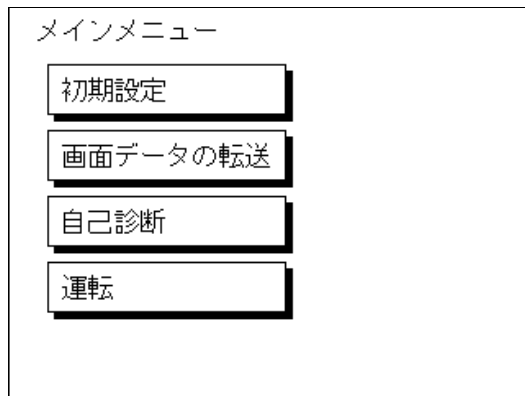 メインメニュー
初期設定
画面データの転送
自己診断
運転